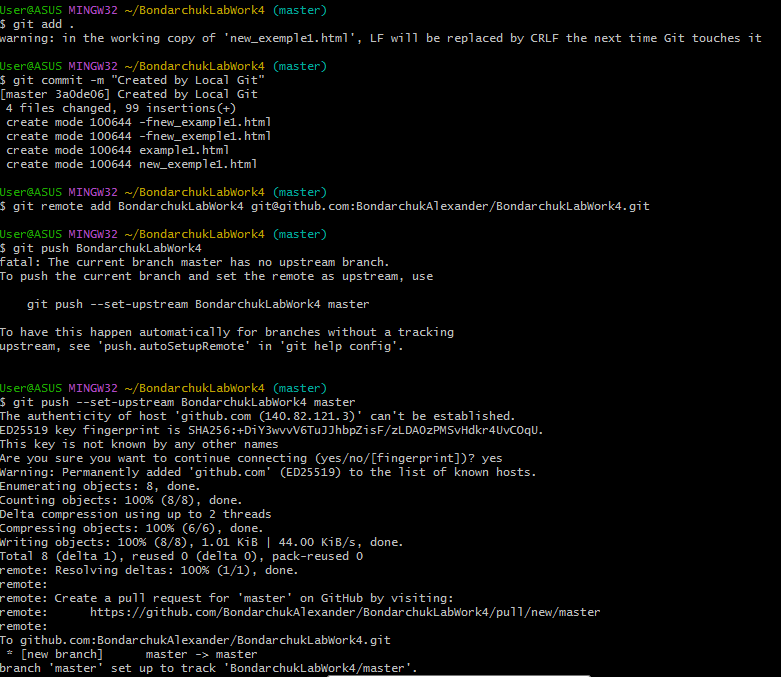 User@ASUS MINGW32 ~/BondarchukLabWork4 (master)
$ git add .
warning: in the working copy of 'new_exemple1.html', LF will be replaced by CRLF the next time Git touches it
User@ASUS MINGW32 ~/BondarchukLabWork4 (master)
$ git commit -m "Created by Local Git"
[master 3a0de06] Created by Local Git
4 files changed, 99 insertions(+)
create mode 100644 -fnew_example1.html
create mode 100644 -fnew_exemple1.html
create mode 100644 example1.html
create mode 100644 new_exemple1.html
User@ASUS MINGW32 ~/BondarchukLabWork4 (master)
$ git remote add BondarchukLabWork4 git@github.com:BondarchukAlexander/BondarchukLabWork4.git
User@ASUS MINGW32 ~/BondarchukLabWork4 (master)
$ git push BondarchukLabWork4
fatal: The current branch master has no upstream branch.
To push the current branch and set the remote as upstream, use
git push --set-upstream BondarchukLabWork4 master
To have this happen automatically for branches without a tracking
upstream, see 'push.autoSetupRemote' in 'git help config'.
User@ASUS MINGW32 ~/BondarchukLabWork4 (master)
$ git push --set-upstream BondarchukLabWork4 master
The authenticity of host 'github.com (140.82.121.3)' can't be established.
ED25519 key fingerprint is SHA256:+DiY3wvvV6TuJJhbpZisF/zLDA0zPMSvHdkr4UvCOqU.
This key is not known by any other names
Are you sure you want to continue connecting (yes/no/[fingerprint])? yes
Warning: Permanently added 'github.com' (ED25519) to the list of known hosts.
Enumerating objects: 8, done.
Counting objects: 100% (8/8), done.
Delta compression using up to 2 threads
Compressing objects: 100% (6/6), done.
Writing objects: 100% (8/8), 1.01 KiB | 44.00 KiB/s, done.
Total 8 (delta 1), reused 0 (delta 0), pack-reused 0
remote: Resolving deltas: 100% (1/1), done.
remote:
remote: Create a pull request for 'master' on GitHub by visiting:
remote:      https://github.com/BondarchukAlexander/BondarchukLabWork4/pull/new/master
remote:
To github.com:BondarchukAlexander/BondarchukLabWork4.git
* [new branch]      master -> master
branch 'master' set up to track 'BondarchukLabWork4/master'.